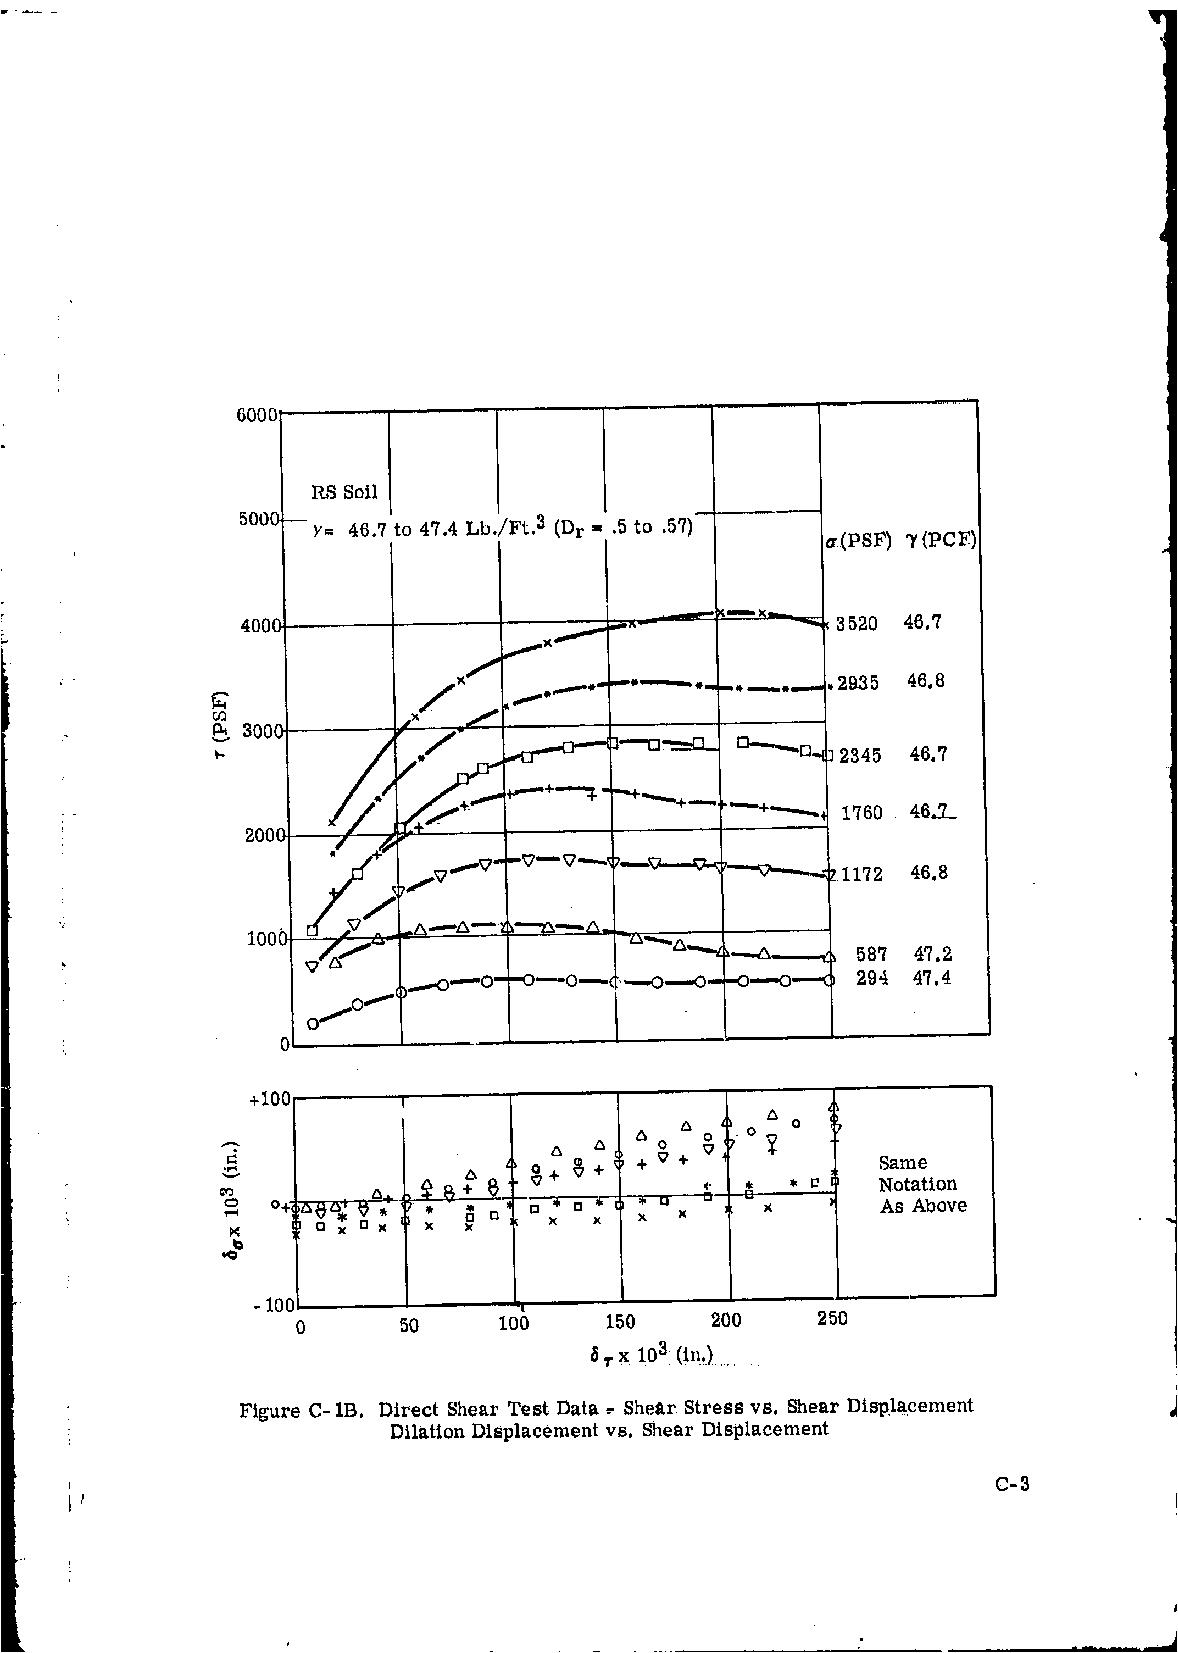 6000
RS Soil
5000
γ= 46.7 to 47.4 Lb./Ft.³ (Dr = .5 to .57)
σ (PSF) γ (PCF)
4000
3520 46.7
2935 46.8
τ (PSF)
3000
2345 46.7
1760 46.7
2000
1172 46.8
1000
587 47.2
294 47.4
0
+100
Same
Notation
As Above
δσ x 10³ (in.)
0
-100
0 50 100 150 200 250
δτ x 10³ (in.)
Figure C-1B. Direct Shear Test Data - Shear Stress vs. Shear Displacement
Dilation Displacement vs. Shear Displacement
C-3